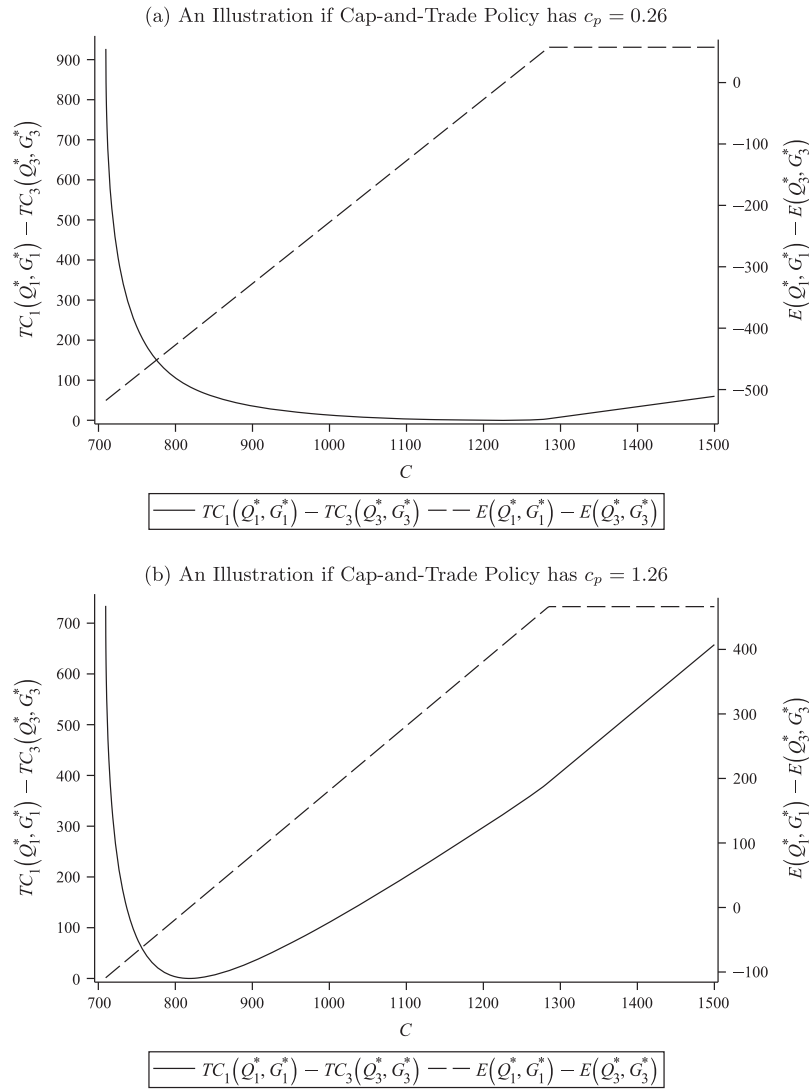 (a) An Illustration if Cap-and-Trade Policy has c_p = 0.26
TC_1(Q_1^*, G_1^*) − TC_3(Q_3^*, G_3^*)
900
800
700
600
500
400
300
200
100
0
0
−100
−200
−300
−400
−500
E(Q_1^*, G_1^*) − E(Q_3^*, G_3^*)
700 800 900 1000 1100 1200 1300 1400 1500
C
TC_1(Q_1^*, G_1^*) − TC_3(Q_3^*, G_3^*) E(Q_1^*, G_1^*) − E(Q_3^*, G_3^*)
(b) An Illustration if Cap-and-Trade Policy has c_p = 1.26
TC_1(Q_1^*, G_1^*) − TC_3(Q_3^*, G_3^*)
700
600
500
400
300
200
100
0
400
300
200
100
0
−100
E(Q_1^*, G_1^*) − E(Q_3^*, G_3^*)
700 800 900 1000 1100 1200 1300 1400 1500
C
TC_1(Q_1^*, G_1^*) − TC_3(Q_3^*, G_3^*) E(Q_1^*, G_1^*) − E(Q_3^*, G_3^*)